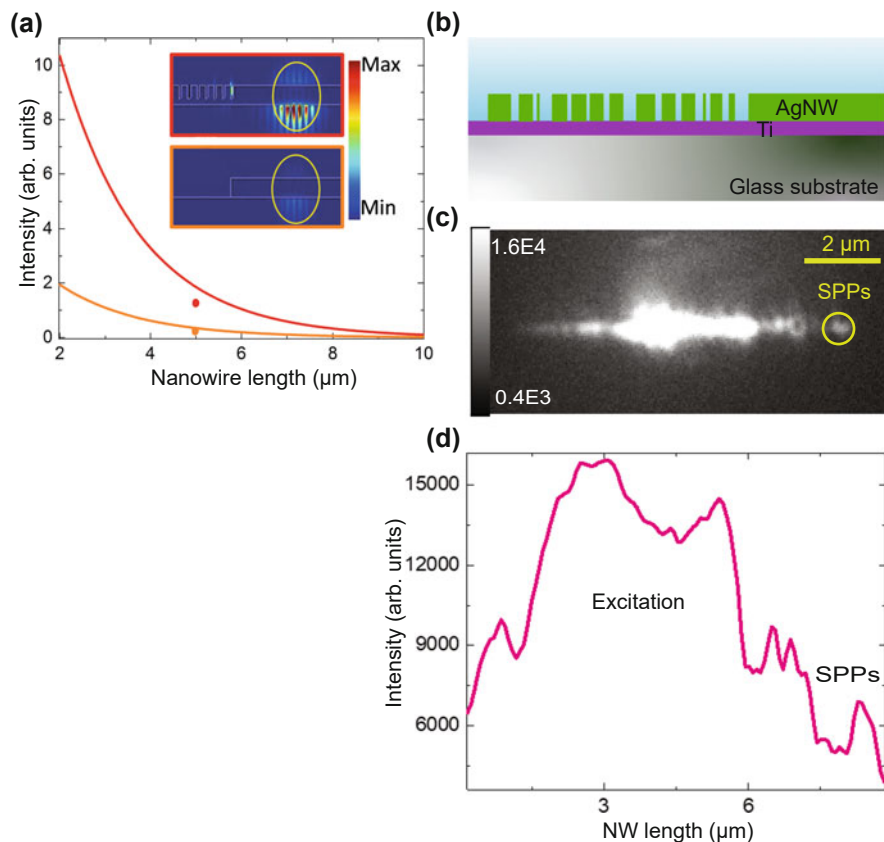 (a)
Intensity (arb. units)
10
8
6
4
2
0
Max
Min
2
4
6
8
10
Nanowire length (μm)
(b)
AgNW
Ti
Glass substrate
(c)
1.6E4
0.4E3
2 μm
SPPs
(d)
Intensity (arb. units)
15000
12000
9000
6000
Excitation
SPPs
3
6
NW length (μm)